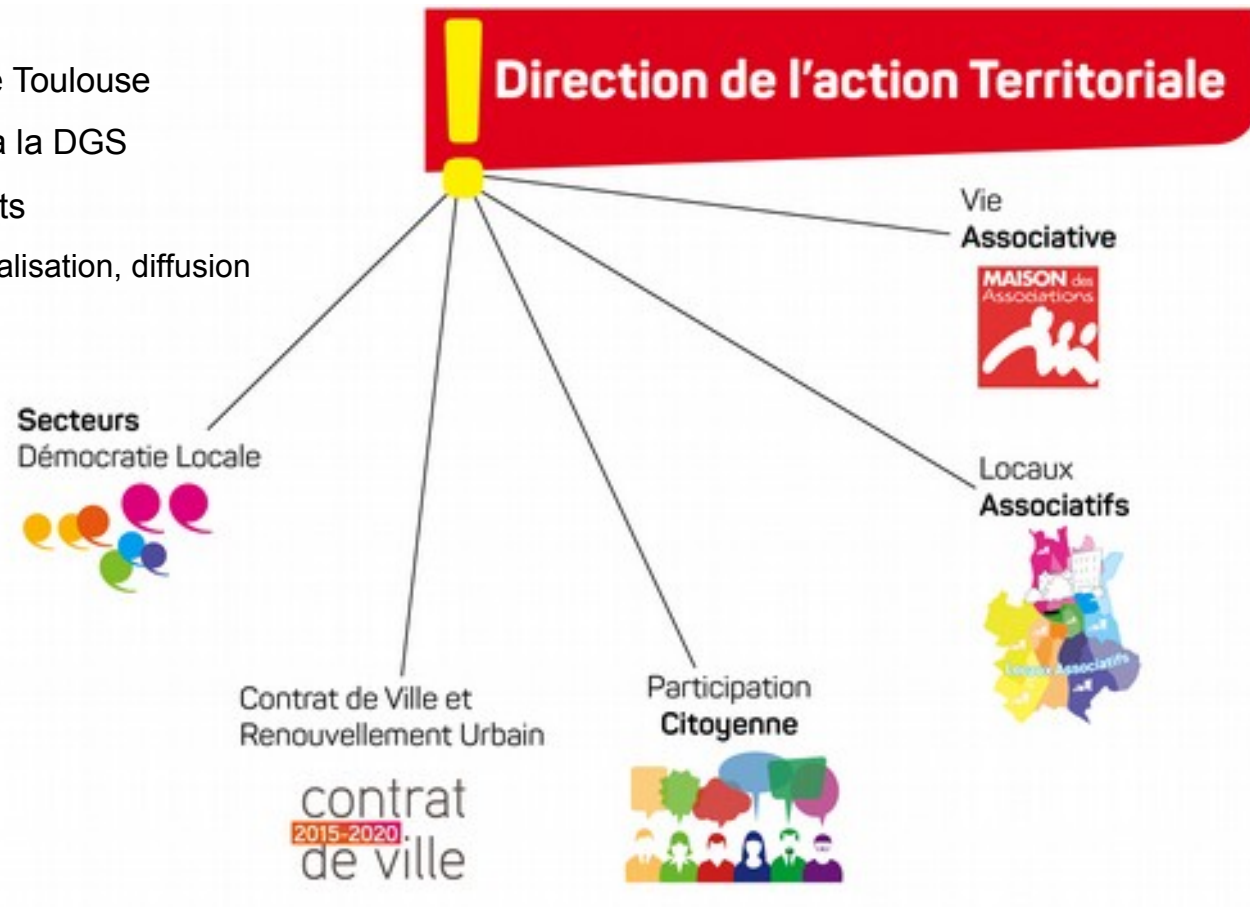 Direction de l'action Territoriale
e Toulouse
a la DGS
ts
alisation, diffusion
Vie
Associative
MAISON des
Associations
Secteurs
Démocratie Locale
Locaux
Associatifs
Locaux Associatifs
Contrat de Ville et
Renouvellement Urbain
contrat
2015-2020
de ville
Participation
Citoyenne